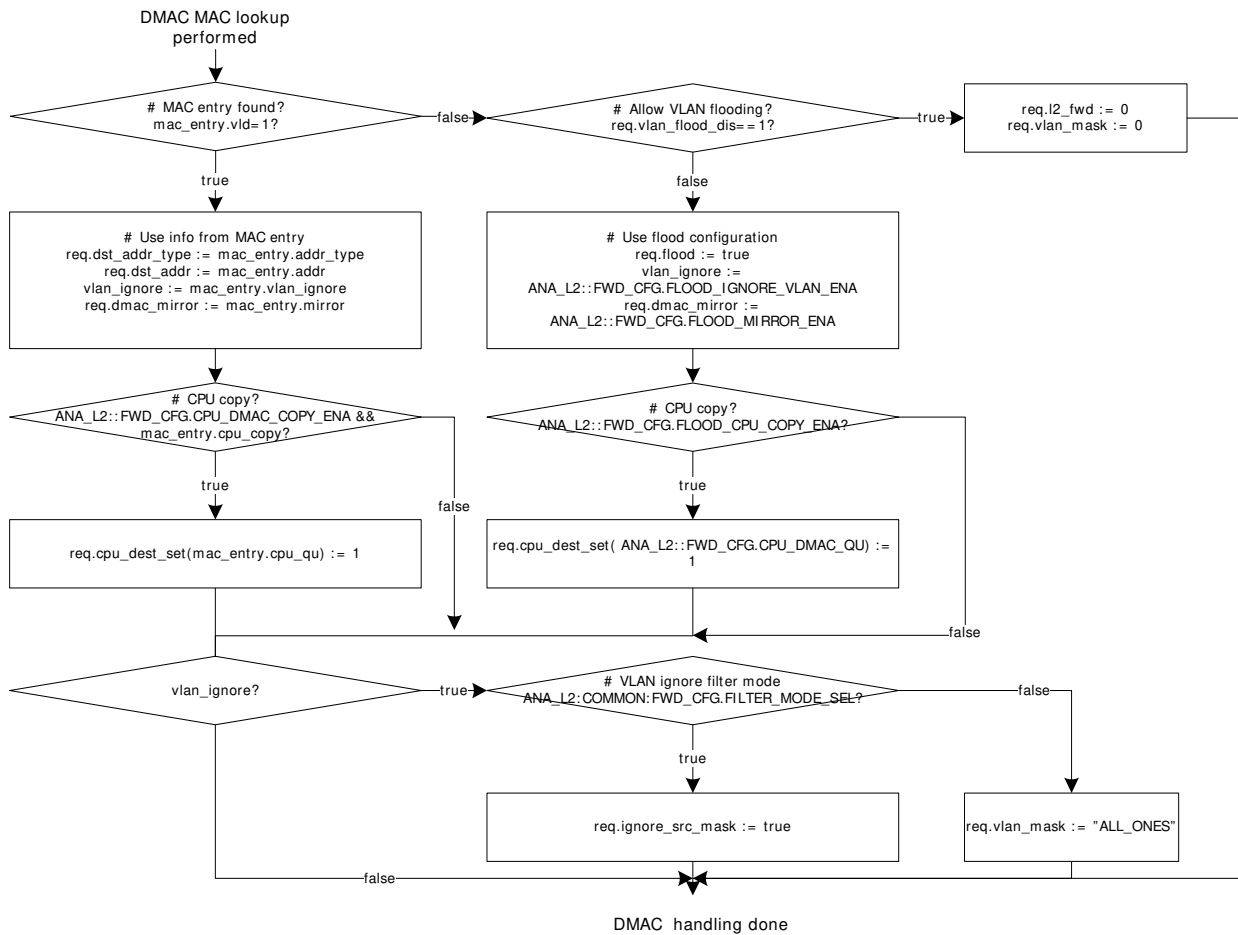 DMAC MAC lookup
performed
# MAC entry found?
mac_entry.vld=1?
false
# Allow VLAN flooding?
req.vlan_flood_dis==1?
true
req.l2_fwd := 0
req.vlan_mask := 0
true
false
# Use info from MAC entry
req.dst_addr_type := mac_entry.addr_type
req.dst_addr := mac_entry.addr
vlan_ignore := mac_entry.vlan_ignore
req.dmac_mirror := mac_entry.mirror
# Use flood configuration
req.flood := true
vlan_ignore :=
ANA_L2::FWD_CFG.FLOOD_IGNORE_VLAN_ENA
req.dmac_mirror :=
ANA_L2::FWD_CFG.FLOOD_MIRROR_ENA
# CPU copy?
ANA_L2::FWD_CFG.CPU_DMAC_COPY_ENA &&
mac_entry.cpu_copy?
# CPU copy?
ANA_L2::FWD_CFG.FLOOD_CPU_COPY_ENA?
true
false
true
req.cpu_dest_set(mac_entry.cpu_qu) := 1
req.cpu_dest_set( ANA_L2::FWD_CFG.CPU_DMAC_QU) :=
1
false
vlan_ignore?
true
# VLAN ignore filter mode
ANA_L2:COMMON:FWD_CFG.FILTER_MODE_SEL?
false
true
req.ignore_src_mask := true
req.vlan_mask := "ALL_ONES"
false
DMAC handling done